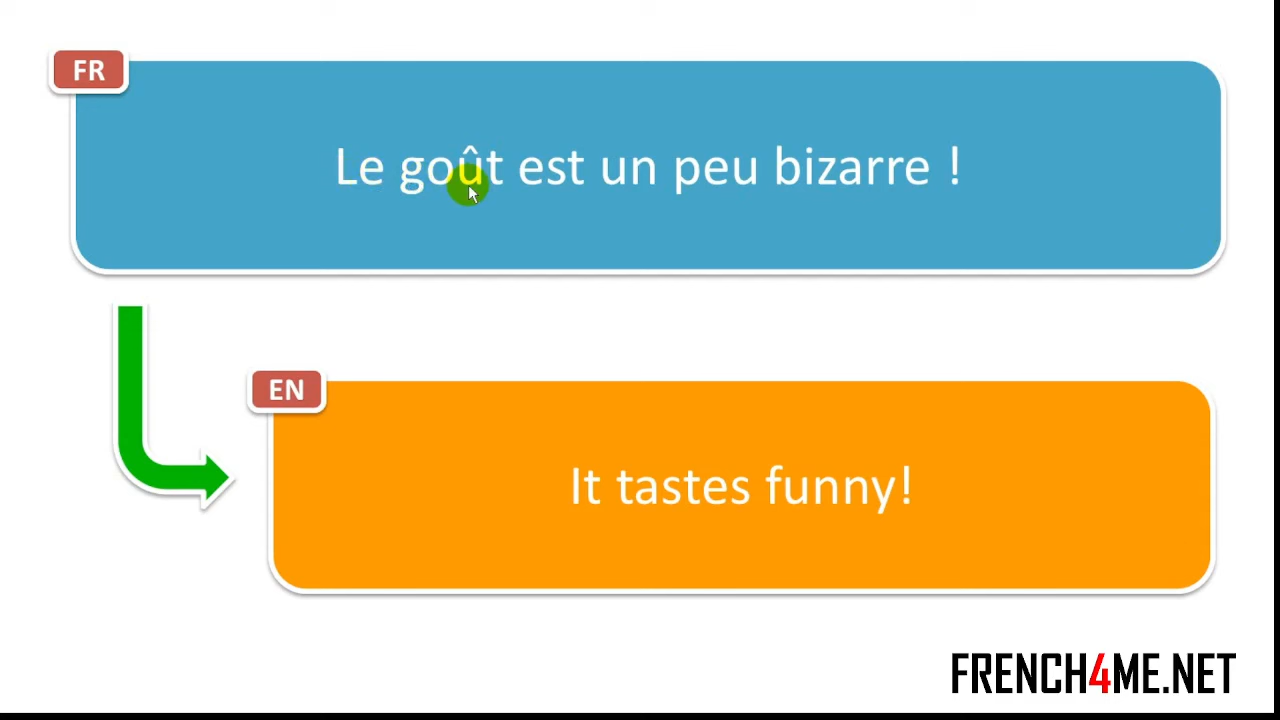 FR
Le goût est un peu bizarre !
EN
It tastes funny!
FRENCH4ME.NET